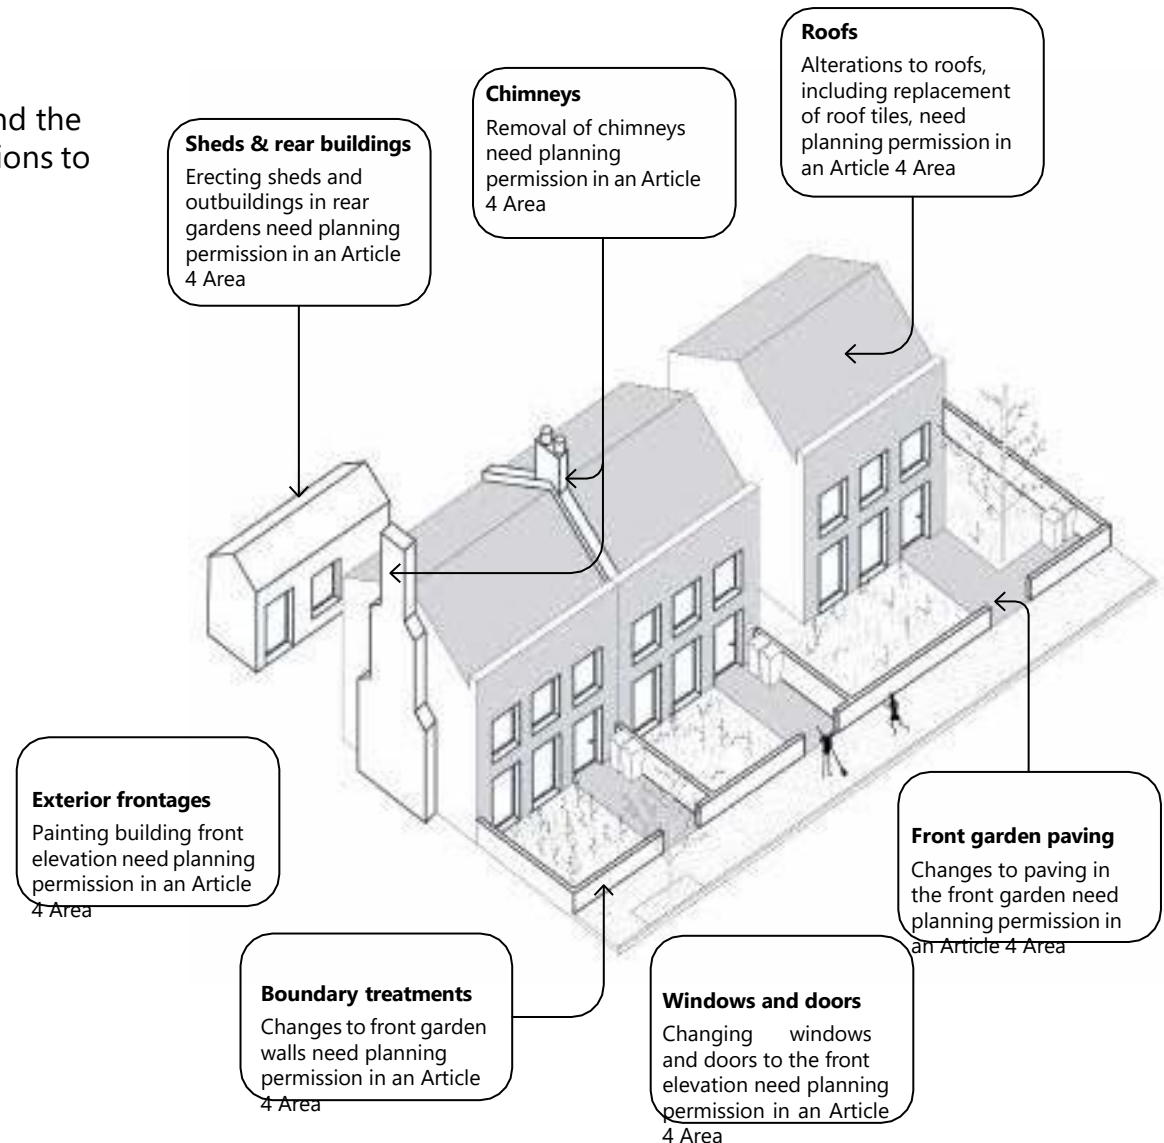 nd the
ions to
Sheds & rear buildings
Erecting sheds and
outbuildings in rear
gardens need planning
permission in an Article
4 Area
Chimneys
Removal of chimneys
need planning
permission in an Article
4 Area
Roofs
Alterations to roofs,
including replacement
of roof tiles, need
planning permission in
an Article 4 Area
Exterior frontages
Painting building front
elevation need planning
permission in an Article
4 Area
Boundary treatments
Changes to front garden
walls need planning
permission in an Article
4 Area
Windows and doors
Changing windows
and doors to the front
elevation need planning
permission in an Article
4 Area
Front garden paving
Changes to paving in
the front garden need
planning permission in
an Article 4 Area